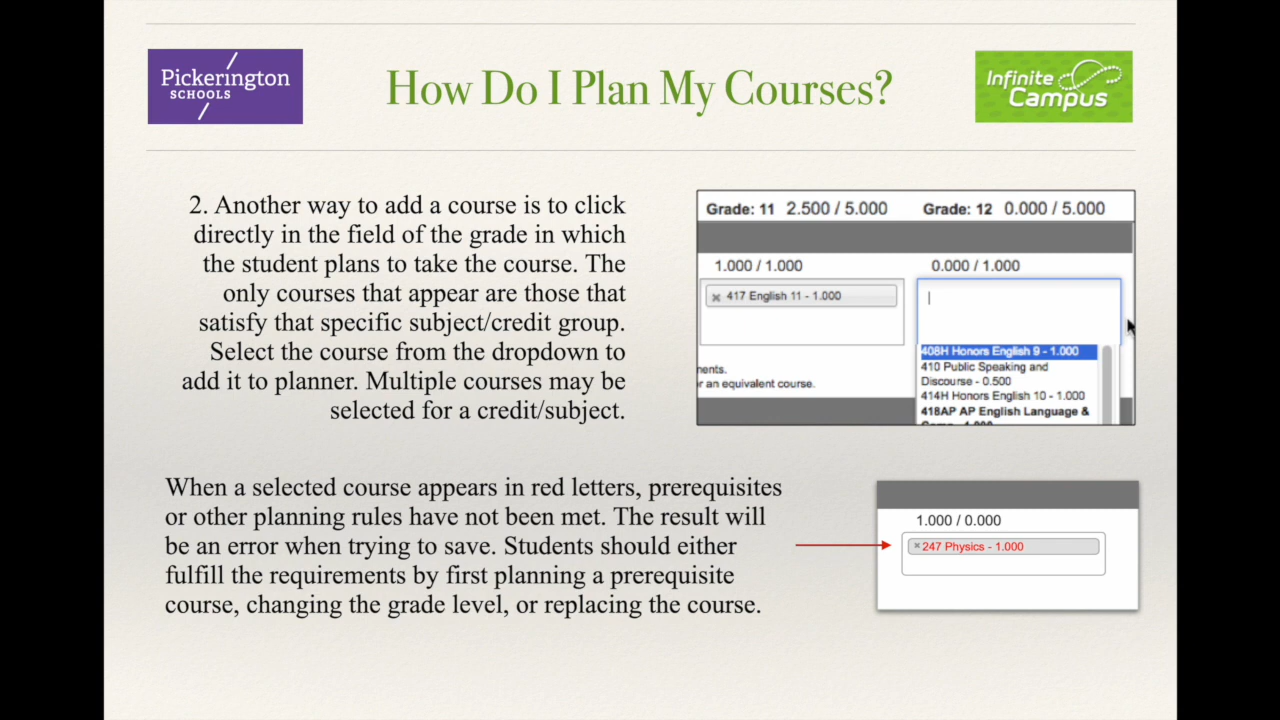 Pickerington
SCHOOLS
How Do I Plan My Courses?
Infinite
Campus
2. Another way to add a course is to click
directly in the field of the grade in which
the student plans to take the course. The
only courses that appear are those that
satisfy that specific subject/credit group.
Select the course from the dropdown to
add it to planner. Multiple courses may be
selected for a credit/subject.
Grade: 11 2.500 / 5.000 Grade: 12 0.000 / 5.000
1.000 / 1.000 0.000 / 1.000
× 417 English 11 - 1.000
408H Honors English 9 - 1.000
410 Public Speaking and
Discourse - 0.500
414H Honors English 10 - 1.000
418AP AP English Language &
nents.
r an equivalent course.
When a selected course appears in red letters, prerequisites
or other planning rules have not been met. The result will
be an error when trying to save. Students should either
fulfill the requirements by first planning a prerequisite
course, changing the grade level, or replacing the course.
1.000 / 0.000
× 247 Physics - 1.000